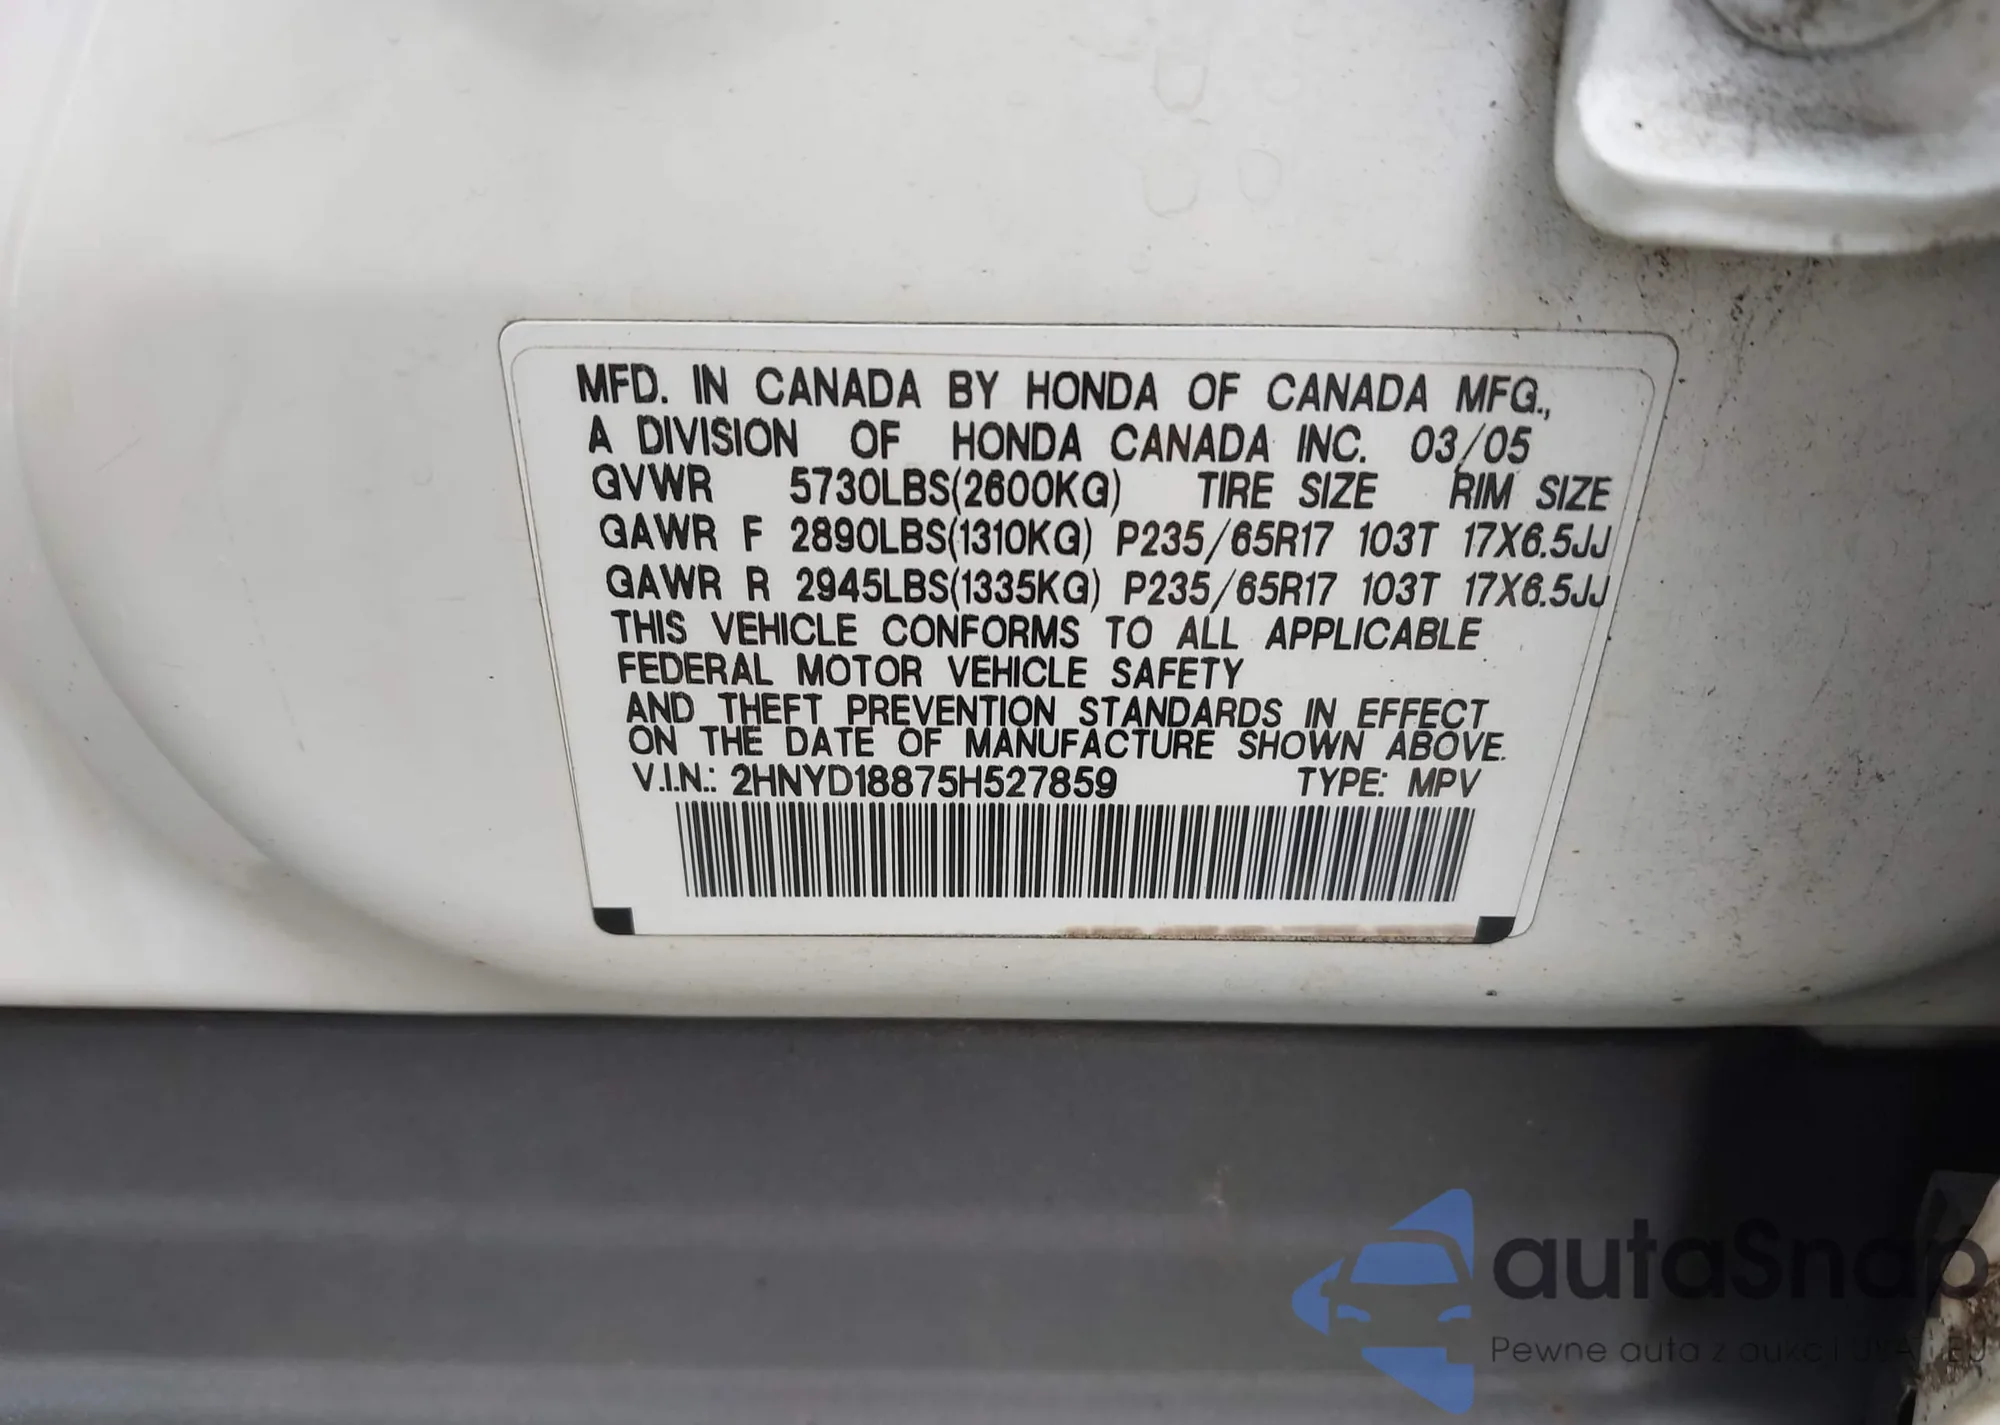 MFD. IN CANADA BY HONDA OF CANADA MFG.,
A DIVISION OF HONDA CANADA INC. 03/05
GVWR 5730LBS(2600KG) TIRE SIZE RIM SIZE
GAWR F 2890LBS(1310KG) P235/65R17 103T 17X6.5JJ
GAWR R 2945LBS(1335KG) P235/65R17 103T 17X6.5JJ
THIS VEHICLE CONFORMS TO ALL APPLICABLE
FEDERAL MOTOR VEHICLE SAFETY
AND THEFT PREVENTION STANDARDS IN EFFECT
ON THE DATE OF MANUFACTURE SHOWN ABOVE.
V.I.N.: 2HNYD18875H527859 TYPE: MPV
autaSnap
Pewne auta z aukcji